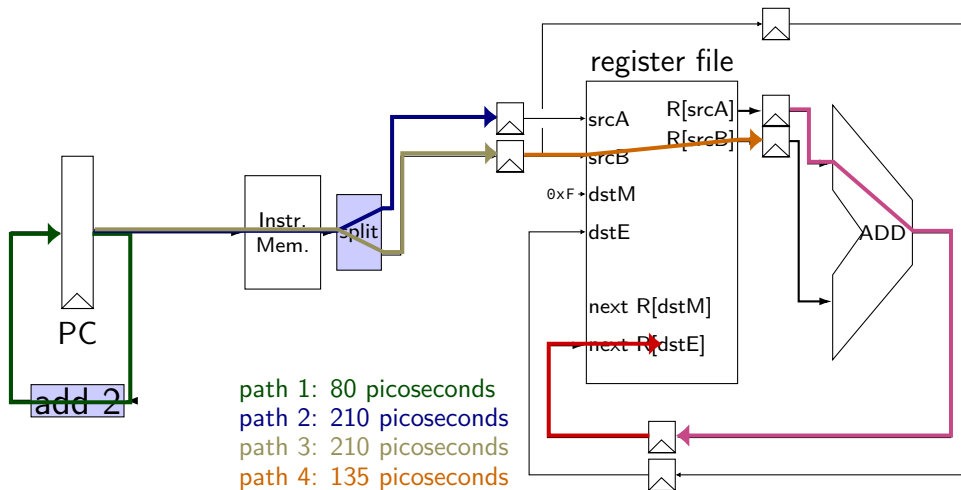 register file
srcA
srcB
0xF
dstM
dstE
next R[dstM]
next R[dstE]
R[srcA]
R[srcB]
ADD
Instr.
Mem.
split
PC
add 2
path 1: 80 picoseconds
path 2: 210 picoseconds
path 3: 210 picoseconds
path 4: 135 picoseconds